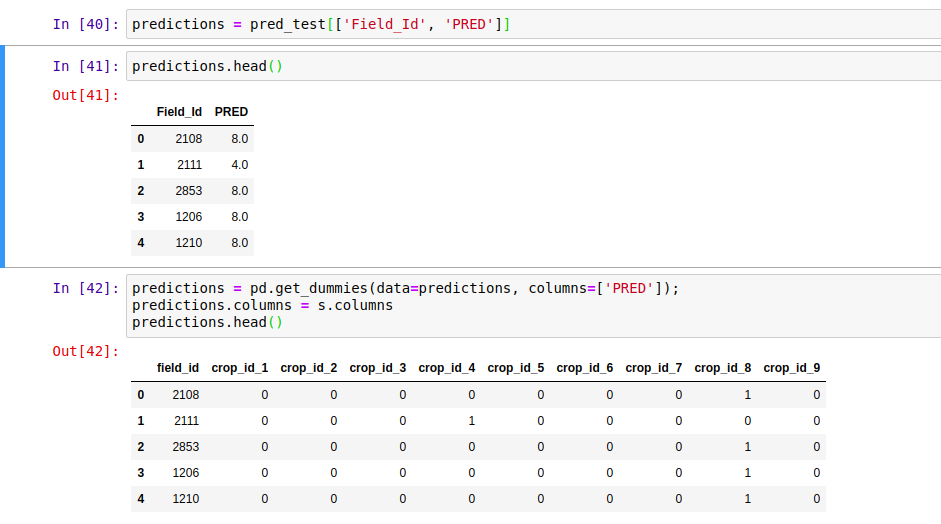 In [40]: predictions = pred_test[['Field_Id', 'PRED']]
In [41]: predictions.head()
Out[41]:
Field_Id PRED
0 2108 8.0
1 2111 4.0
2 2853 8.0
3 1206 8.0
4 1210 8.0
In [42]: predictions = pd.get_dummies(data=predictions, columns=['PRED']);
predictions.columns = s.columns
predictions.head()
Out[42]:
field_id crop_id_1 crop_id_2 crop_id_3 crop_id_4 crop_id_5 crop_id_6 crop_id_7 crop_id_8 crop_id_9
0 2108 0 0 0 0 0 0 0 1 0
1 2111 0 0 0 1 0 0 0 0 0
2 2853 0 0 0 0 0 0 0 1 0
3 1206 0 0 0 0 0 0 0 1 0
4 1210 0 0 0 0 0 0 0 1 0